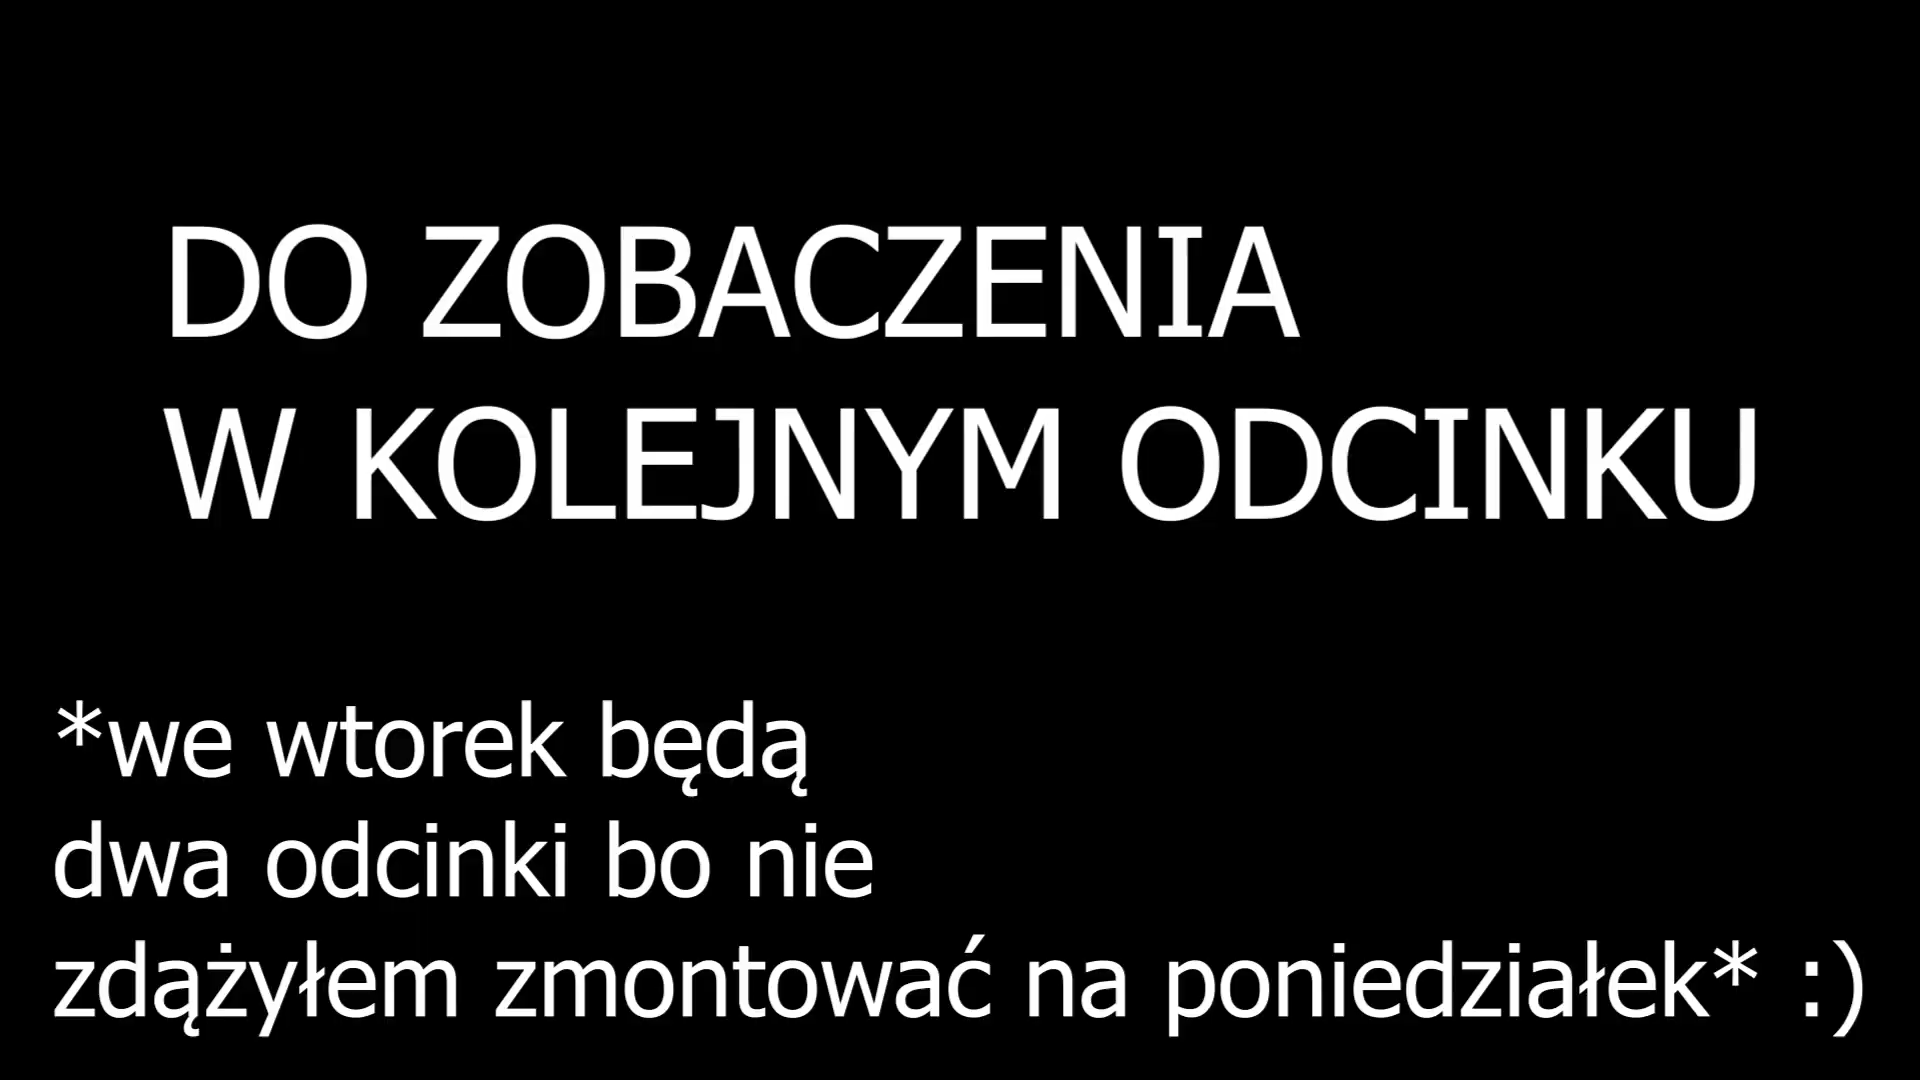 DO ZOBACZENIA
W KOLEJNYM ODCINKU
*we wtorek będą
dwa odcinki bo nie
zdążyłem zmontować na poniedziałek* :)